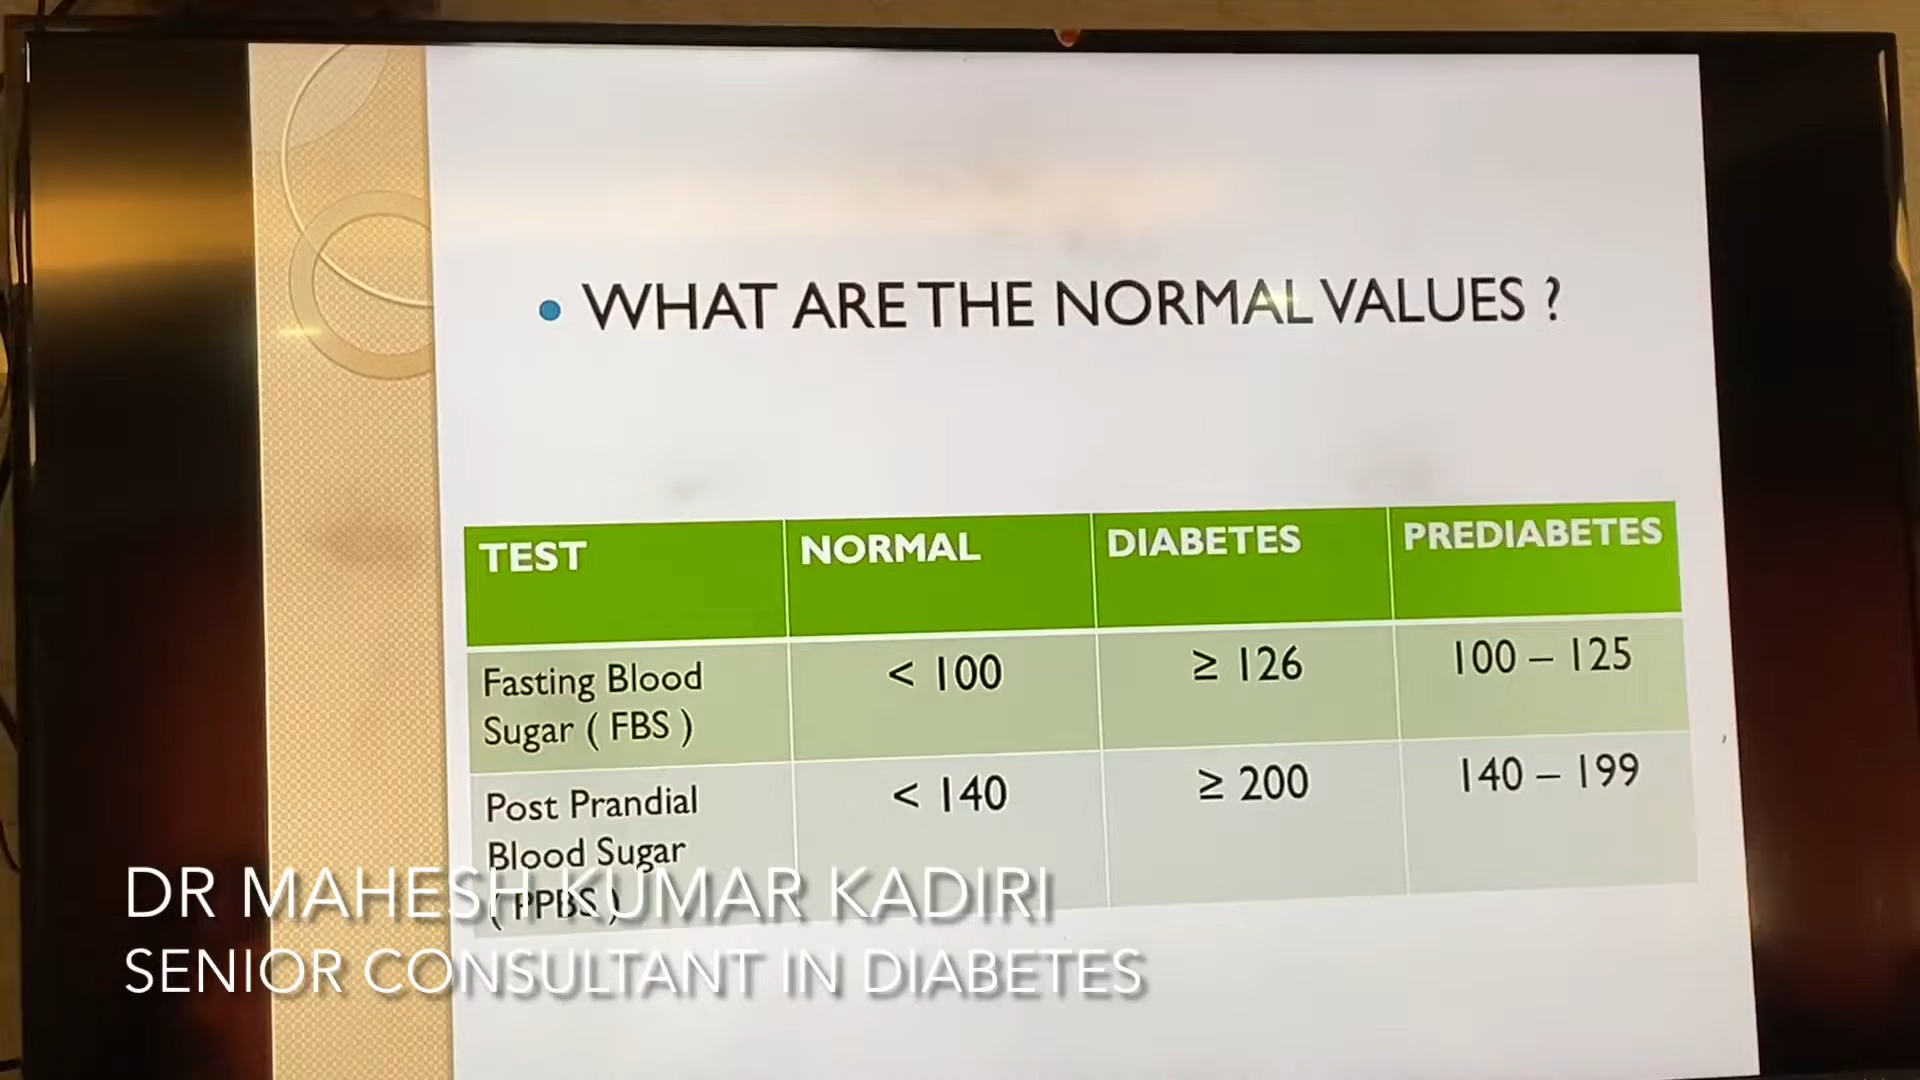 • WHAT ARE THE NORMAL VALUES ?
TEST NORMAL DIABETES PREDIABETES
Fasting Blood Sugar ( FBS ) < 100 ≥ 126 100 – 125
Post Prandial Blood Sugar ( PPBS ) < 140 ≥ 200 140 – 199
DR MAHESH KUMAR KADIRI
SENIOR CONSULTANT IN DIABETES